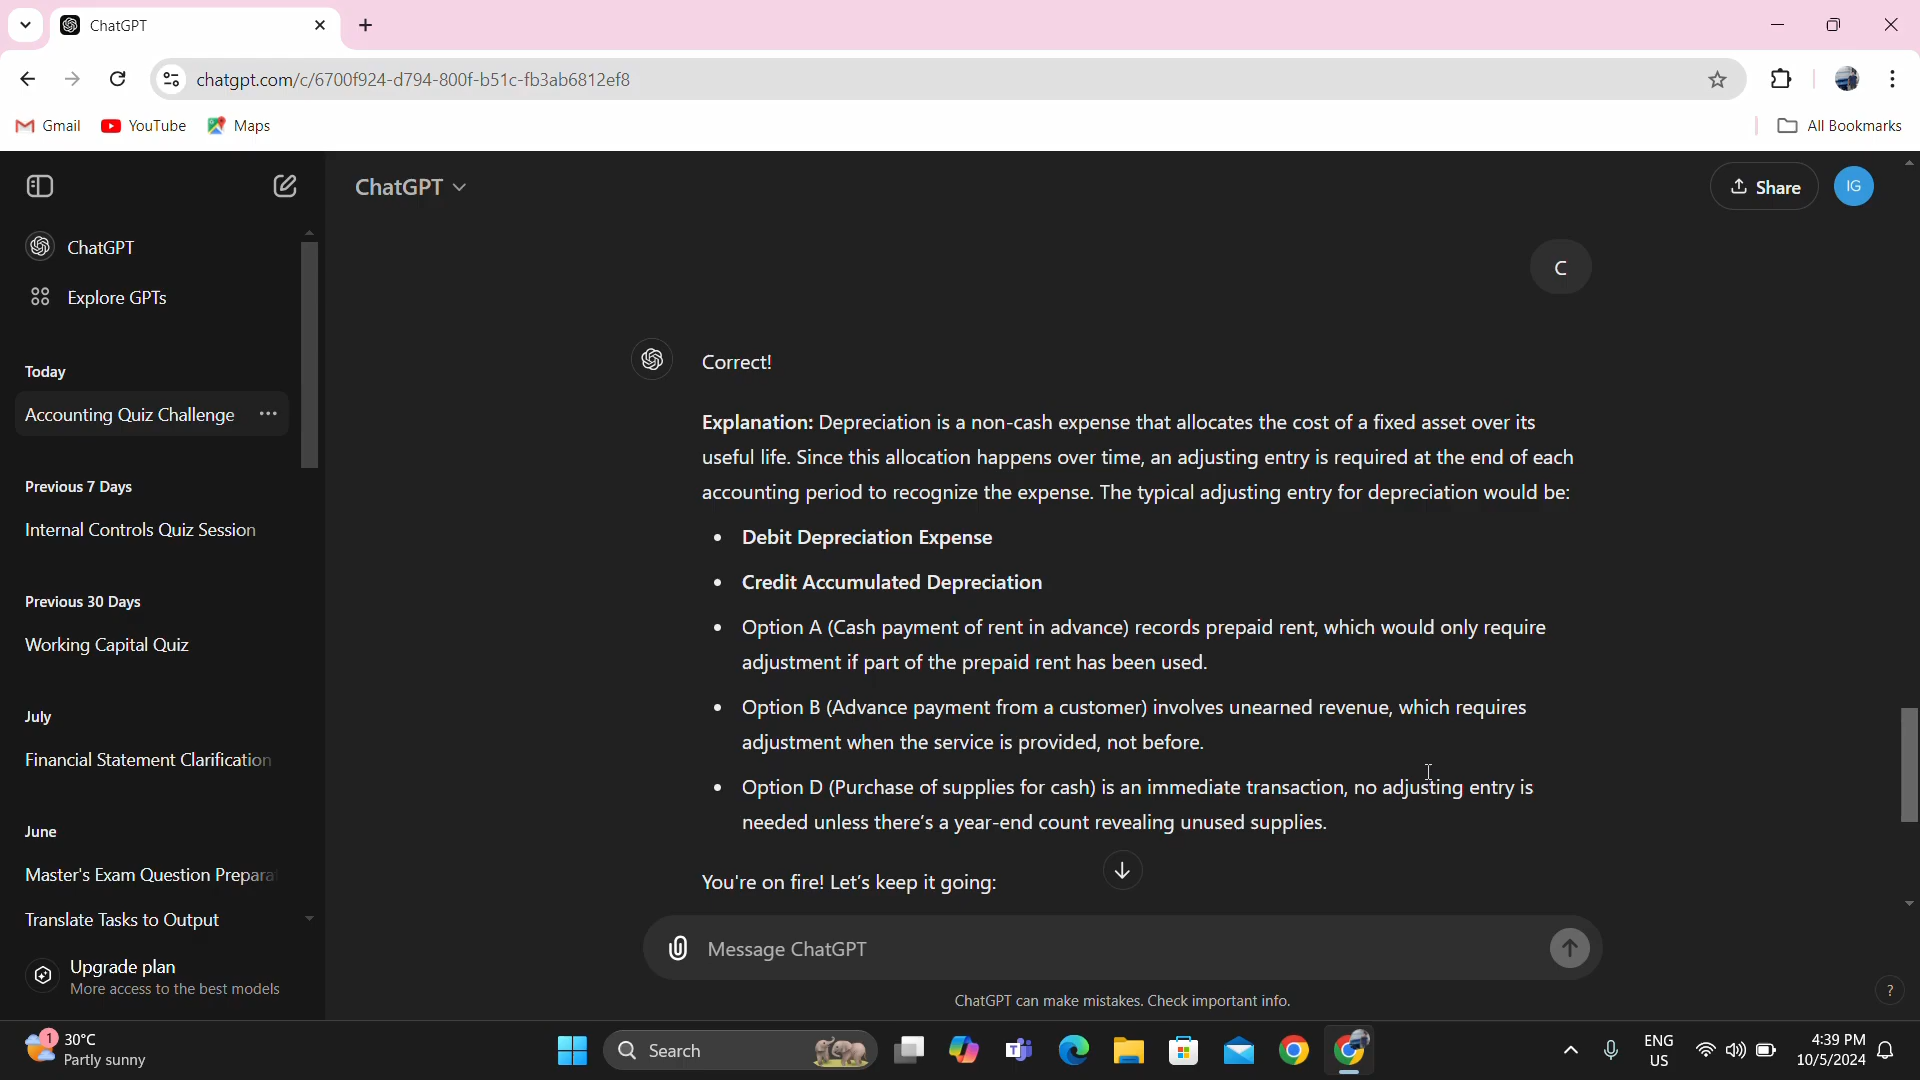 ChatGPT
chatgpt.com/c/6700f924-d794-800f-b51c-fb3ab6812ef8
Gmail YouTube Maps
All Bookmarks
ChatGPT
Share
IG
ChatGPT
Explore GPTs
Today
Accounting Quiz Challenge
Previous 7 Days
Internal Controls Quiz Session
Previous 30 Days
Working Capital Quiz
July
Financial Statement Clarification
June
Master's Exam Question Prepara
Translate Tasks to Output
Upgrade plan
More access to the best models
C
Correct!
Explanation: Depreciation is a non-cash expense that allocates the cost of a fixed asset over its
useful life. Since this allocation happens over time, an adjusting entry is required at the end of each
accounting period to recognize the expense. The typical adjusting entry for depreciation would be:
• Debit Depreciation Expense
• Credit Accumulated Depreciation
• Option A (Cash payment of rent in advance) records prepaid rent, which would only require
adjustment if part of the prepaid rent has been used.
• Option B (Advance payment from a customer) involves unearned revenue, which requires
adjustment when the service is provided, not before.
• Option D (Purchase of supplies for cash) is an immediate transaction, no adjusting entry is
needed unless there's a year-end count revealing unused supplies.
You're on fire! Let's keep it going:
Message ChatGPT
ChatGPT can make mistakes. Check important info.
?
1
30°C
Partly sunny
Search
ENG
US
4:39 PM
10/5/2024